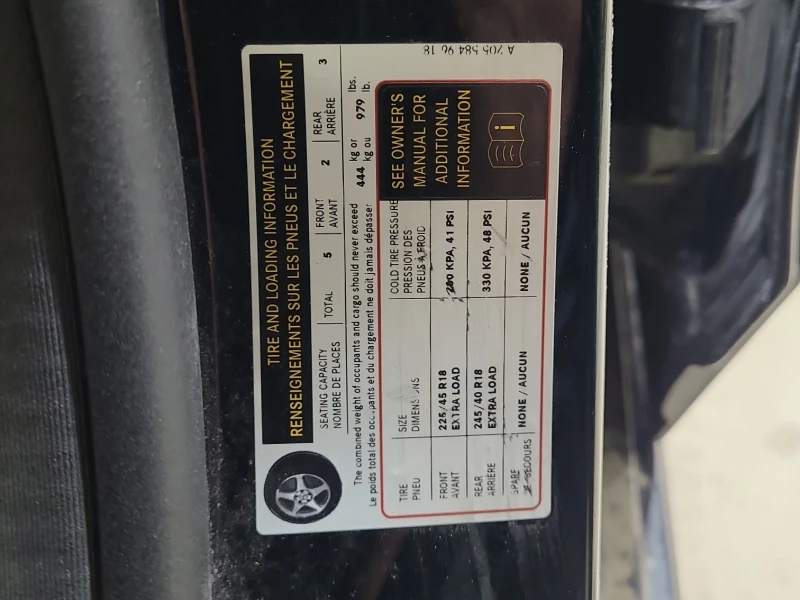 TIRE AND LOADING INFORMATION
RENSEIGNEMENTS SUR LES PNEUS ET LE CHARGEMENT
SEATING CAPACITY
NOMBRE DE PLACES
TOTAL 5
FRONT
AVANT
2
REAR
ARRIÈRE
3
The combined weight of occupants and cargo should never exceed 444 kg or 979 lbs.
Le poids total des occupants et du chargement ne doit jamais dépasser kg ou lb.
TIRE
PNEU
SIZE
DIMENSIONS
COLD TIRE PRESSURE
PRESSION DES
PNEUS À FROID
FRONT
AVANT
225/45 R18
EXTRA LOAD
280 KPA, 41 PSI
REAR
ARRIÈRE
245/40 R18
EXTRA LOAD
330 KPA, 48 PSI
SPARE
DE SECOURS
NONE / AUCUN
NONE / AUCUN
SEE OWNER'S
MANUAL FOR
ADDITIONAL
INFORMATION
i
A 205 584 96 18